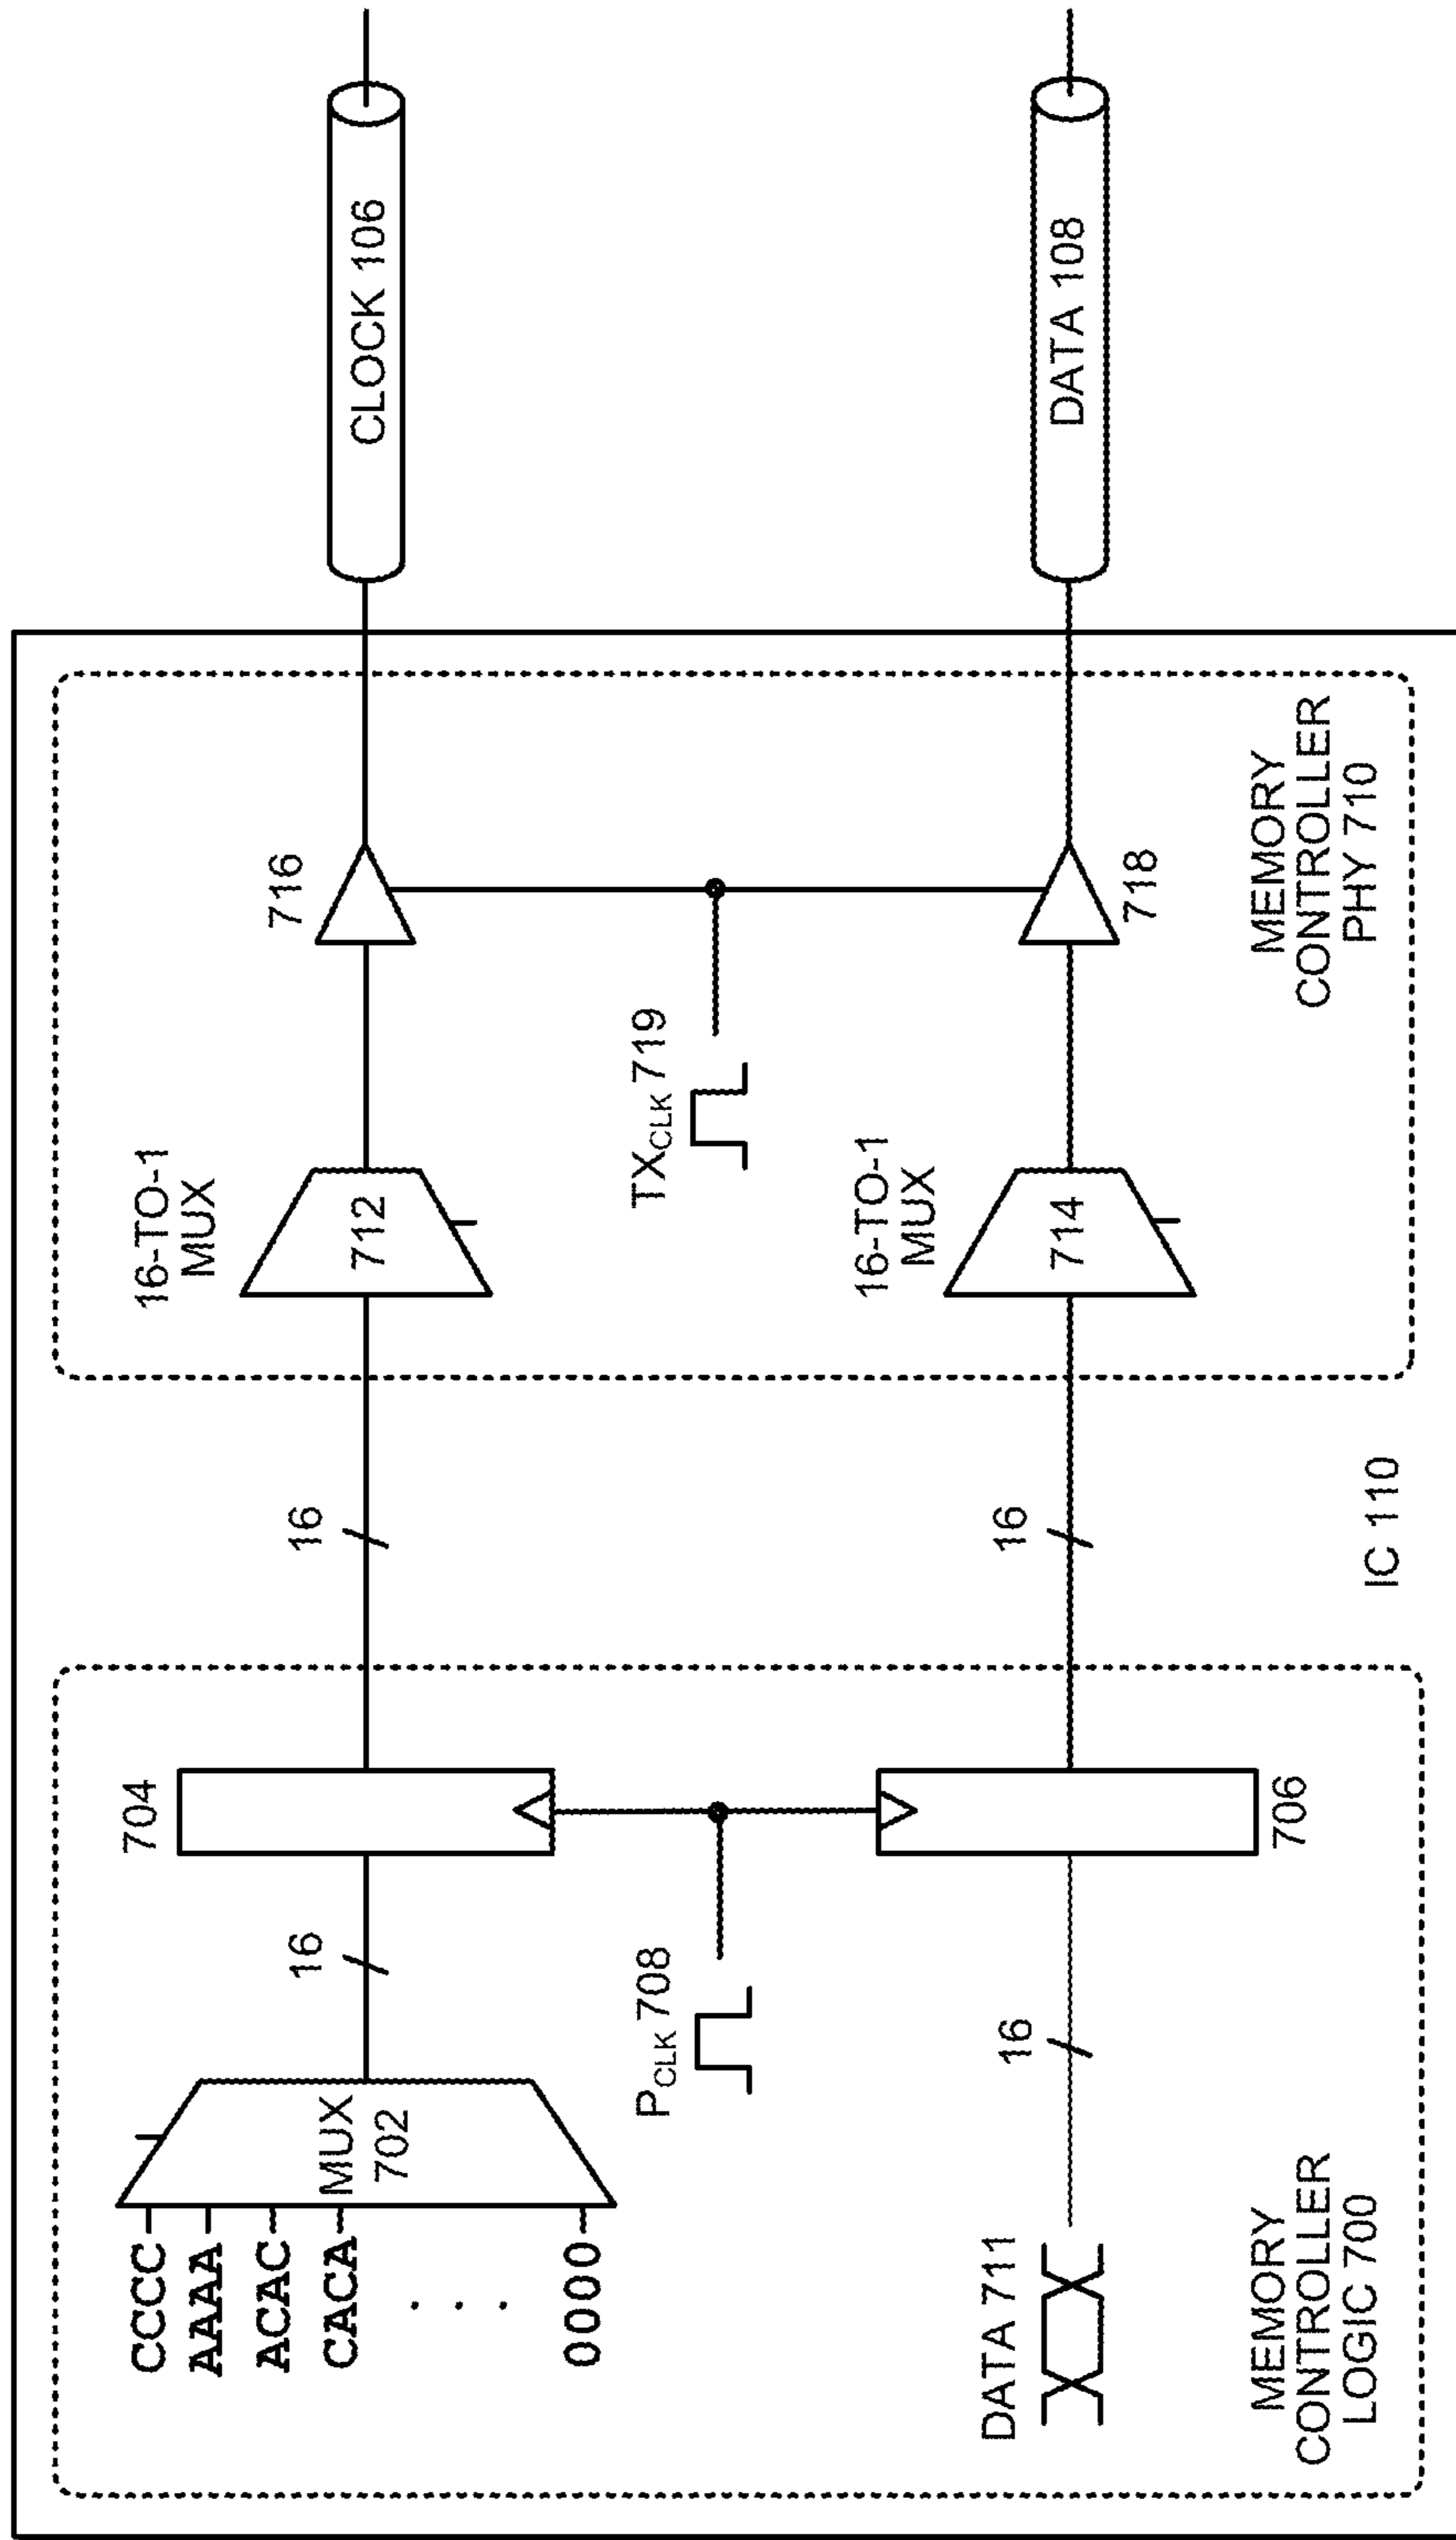 CCCC
AAAA
ACAC
CACA
. . .
0000
MUX
702
16
704
16
16-TO-1
MUX
712
716
CLOCK 106
PCLK 708
TXCLK 719
DATA 711
16
706
16
16-TO-1
MUX
714
718
DATA 108
MEMORY
CONTROLLER
LOGIC 700
IC 110
MEMORY
CONTROLLER
PHY 710